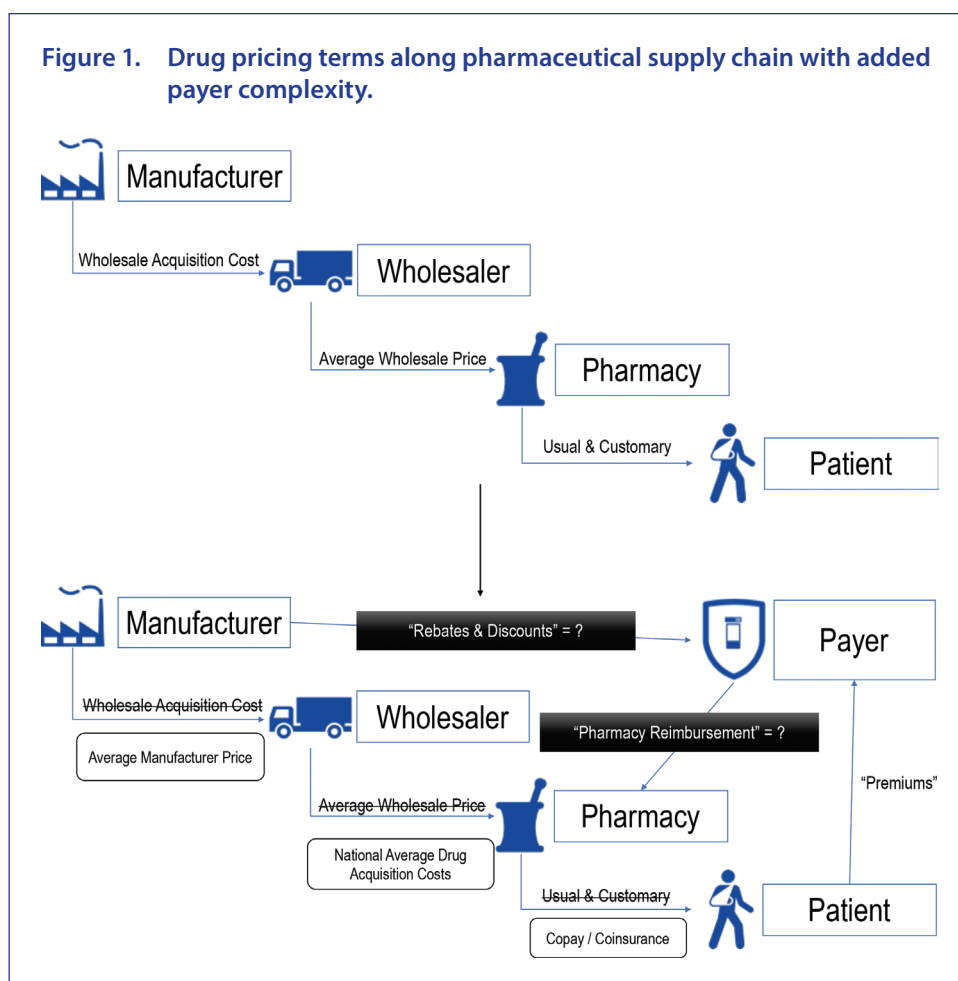 Figure 1. Drug pricing terms along pharmaceutical supply chain with added
payer complexity.
Manufacturer
Wholesale Acquisition Cost
Wholesaler
Average Wholesale Price
Pharmacy
Usual & Customary
Patient
Manufacturer
“Rebates & Discounts” = ?
Payer
Wholesale Acquisition Cost
Wholesaler
Average Manufacturer Price
“Pharmacy Reimbursement” = ?
“Premiums”
Average Wholesale Price
Pharmacy
National Average Drug
Acquisition Costs
Usual & Customary
Patient
Copay / Coinsurance